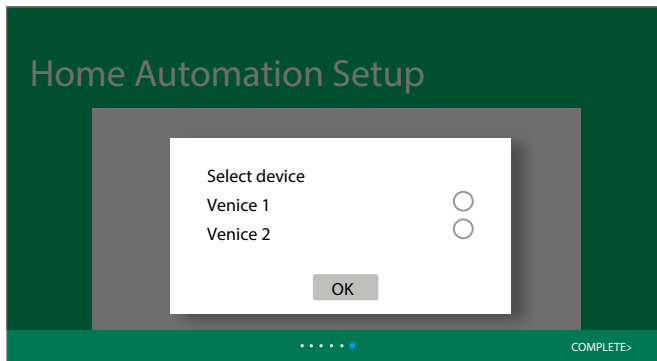 Home Automation Setup
Select device
Venice 1
Venice 2
OK
COMPLETE>